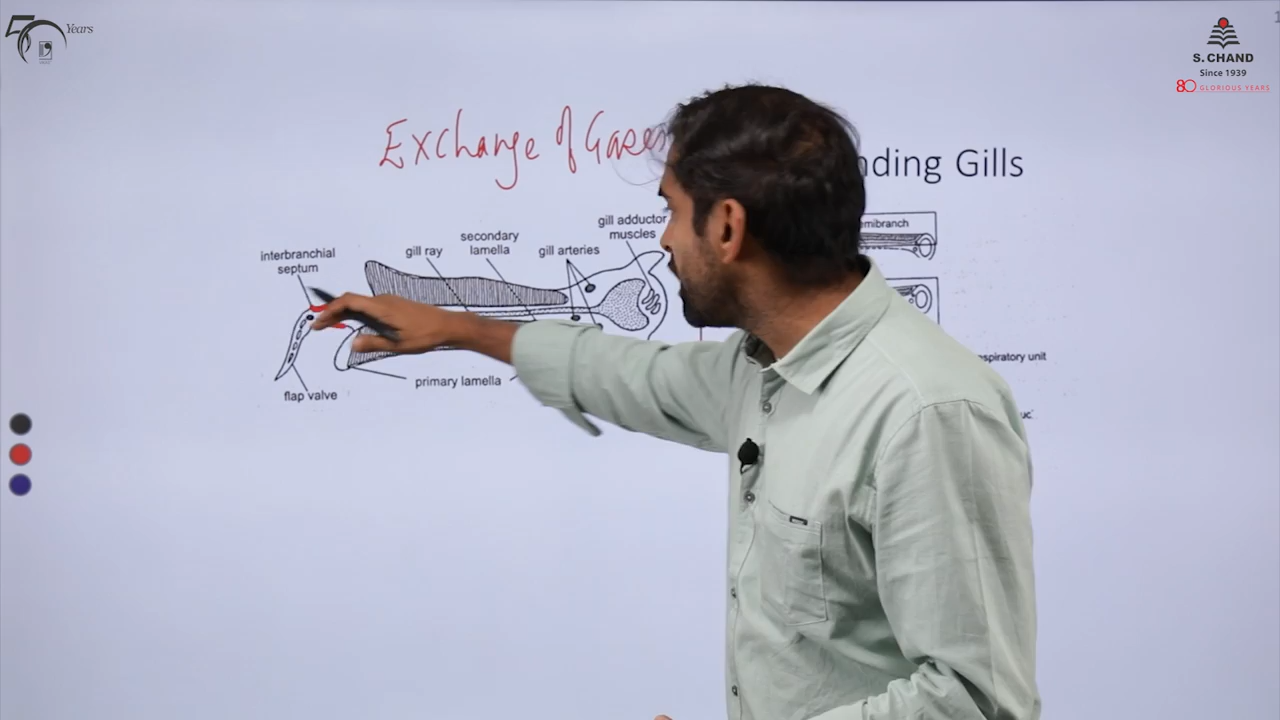 50 Years
S. CHAND
Since 1939
80 GLORIOUS YEARS
Exchange of Gases
nding Gills
gill adductor
muscles
emibranch
interbranchial
septum
gill ray
secondary
lamella
gill arteries
spiratory unit
primary lamella
flap valve